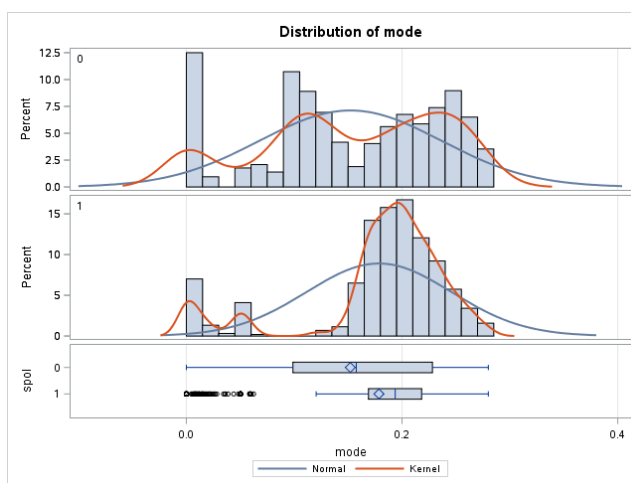 Distribution of mode
0
12.5
10.0
7.5
5.0
2.5
0.0
Percent
1
15
10
5
0
Percent
0
1
spol
0.0 0.2 0.4
mode
Normal Kernel